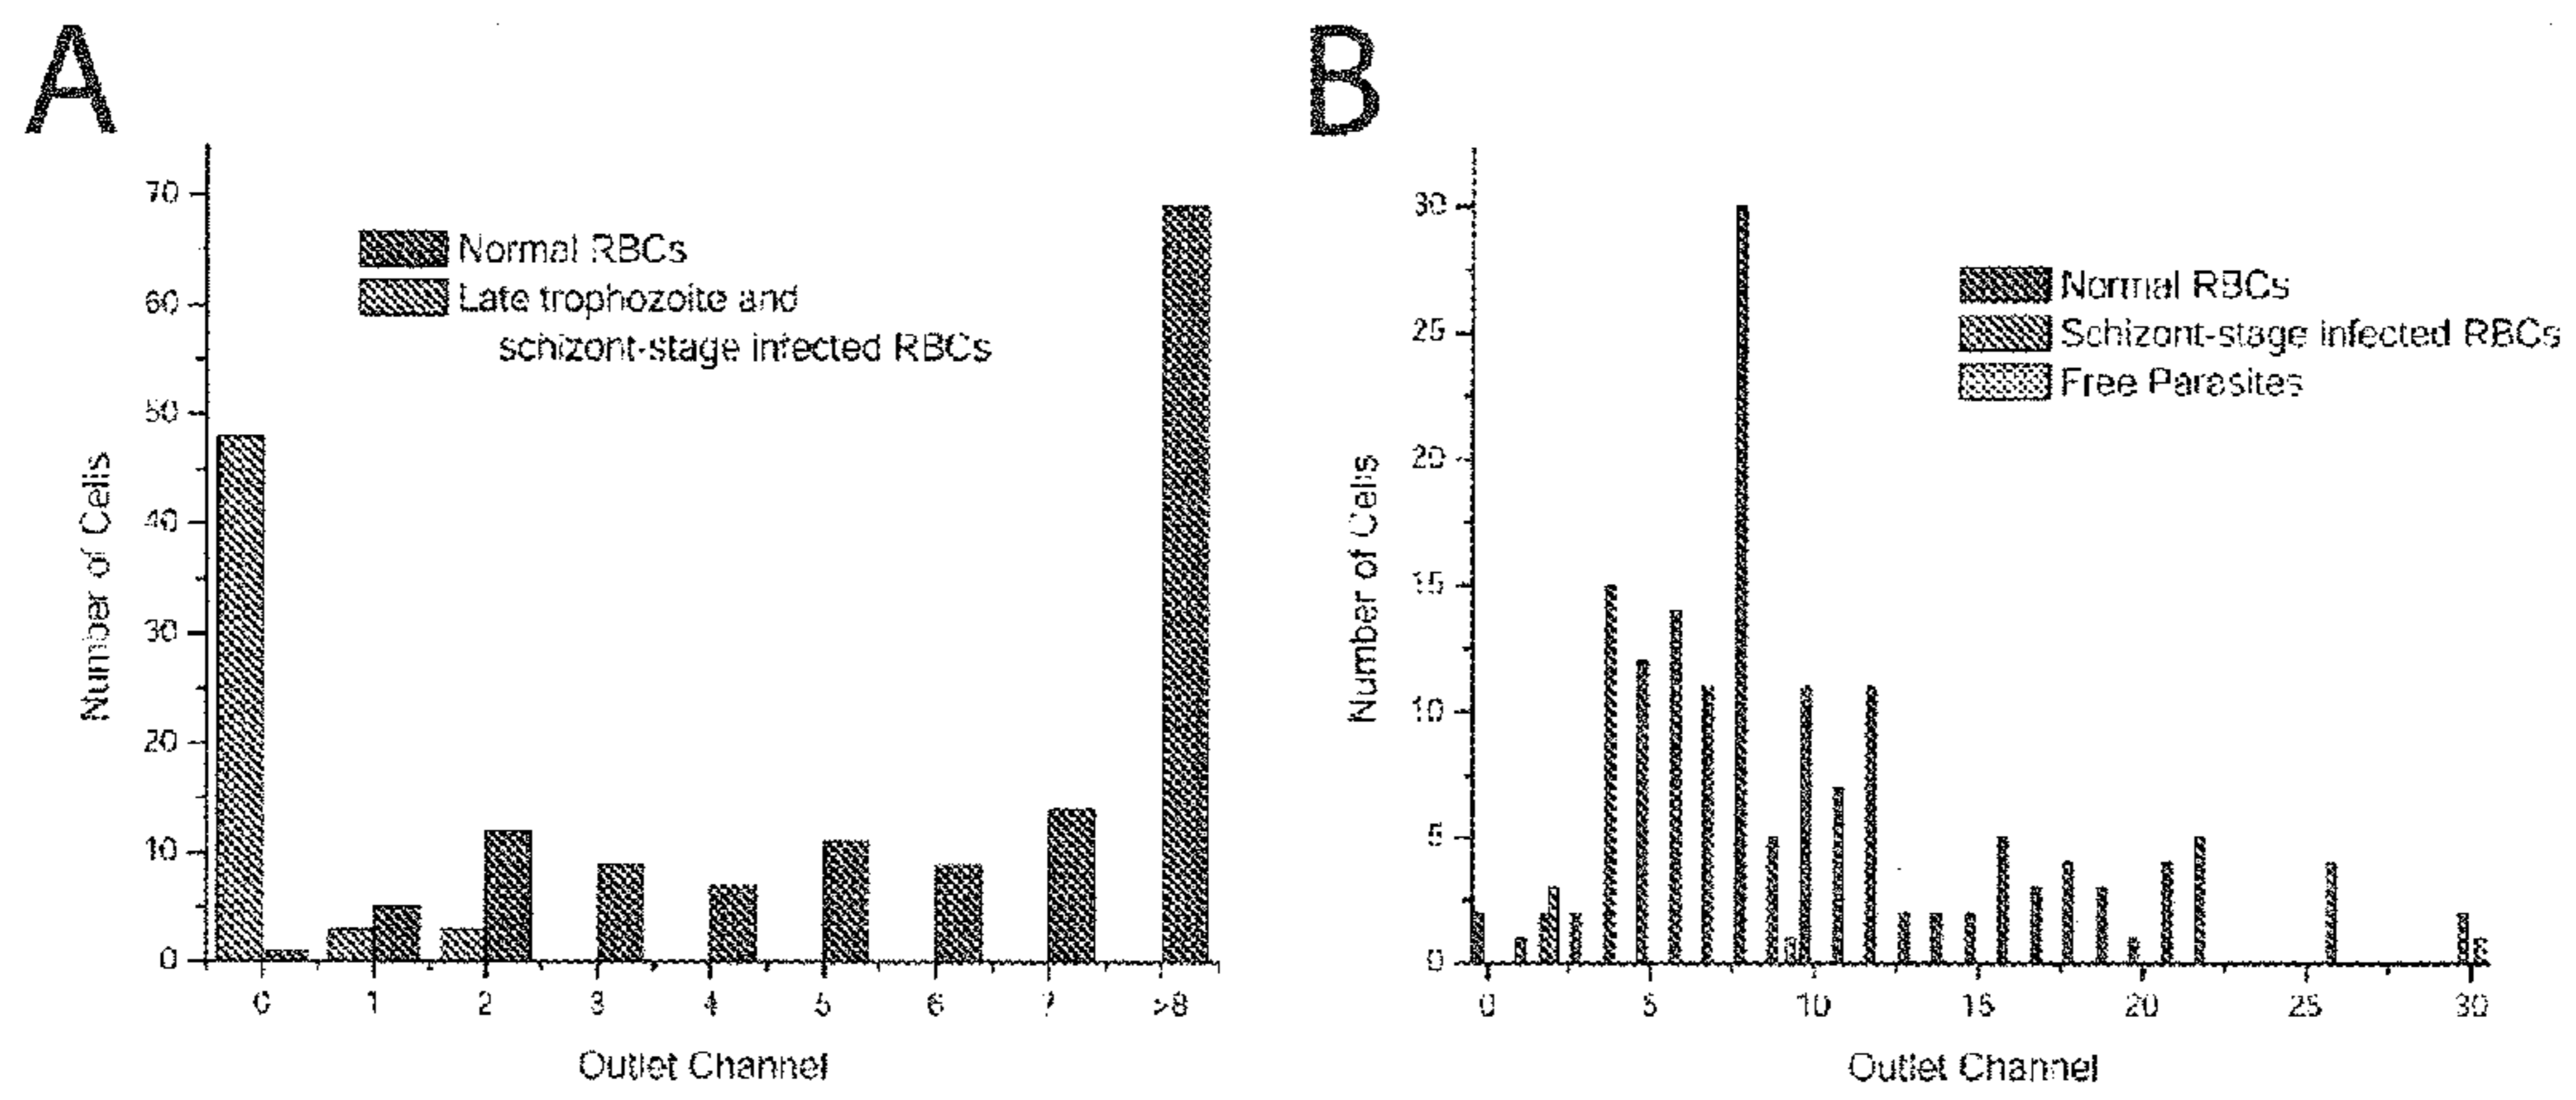 A
B
70
60
50
40
30
20
10
0
Number of Cells
Normal RBCs
Late trophozoite and
schizont-stage infected RBCs
0 1 2 3 4 5 6 7 >8
Outlet Channel
30
25
20
15
10
5
0
Number of Cells
Normal RBCs
Schizont-stage infected RBCs
Free Parasites
0 5 10 15 20 25 30
Outlet Channel